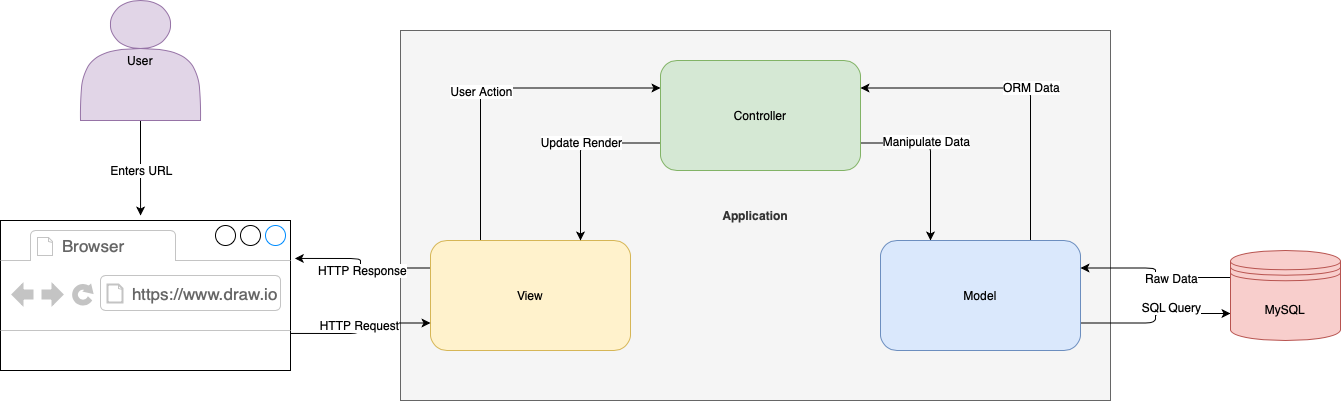 User
Enters URL
Browser
https://www.draw.io
HTTP Response
HTTP Request
User Action
Update Render
Controller
ORM Data
Manipulate Data
Application
View
Model
Raw Data
SQL Query
MySQL